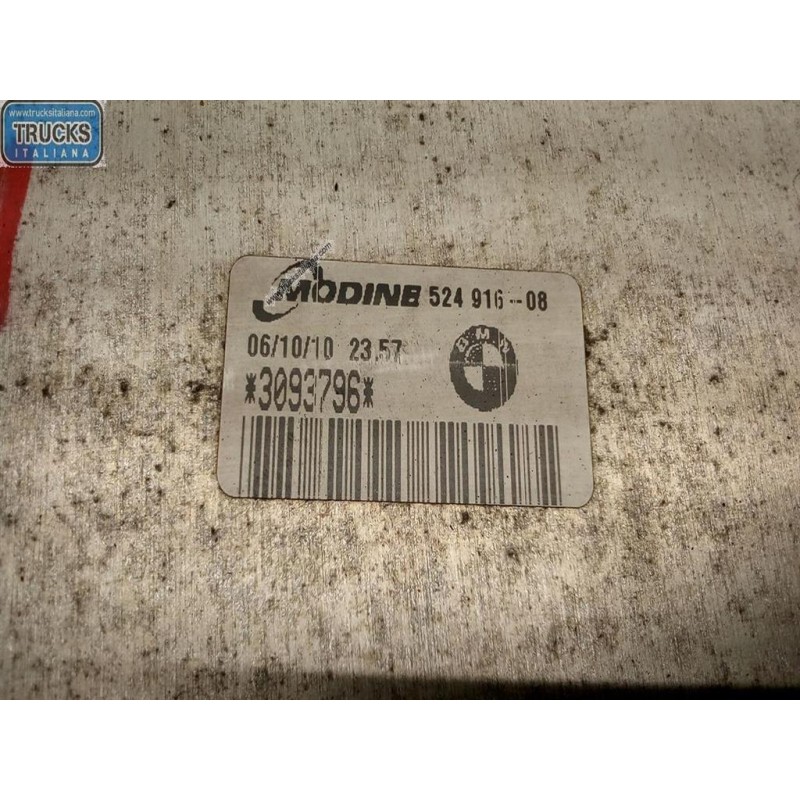 www.trucksitaliana.com
TRUCKS
ITALIANA
MODINE 524 916-08
06/10/10 23.57
BMW
*3093796*